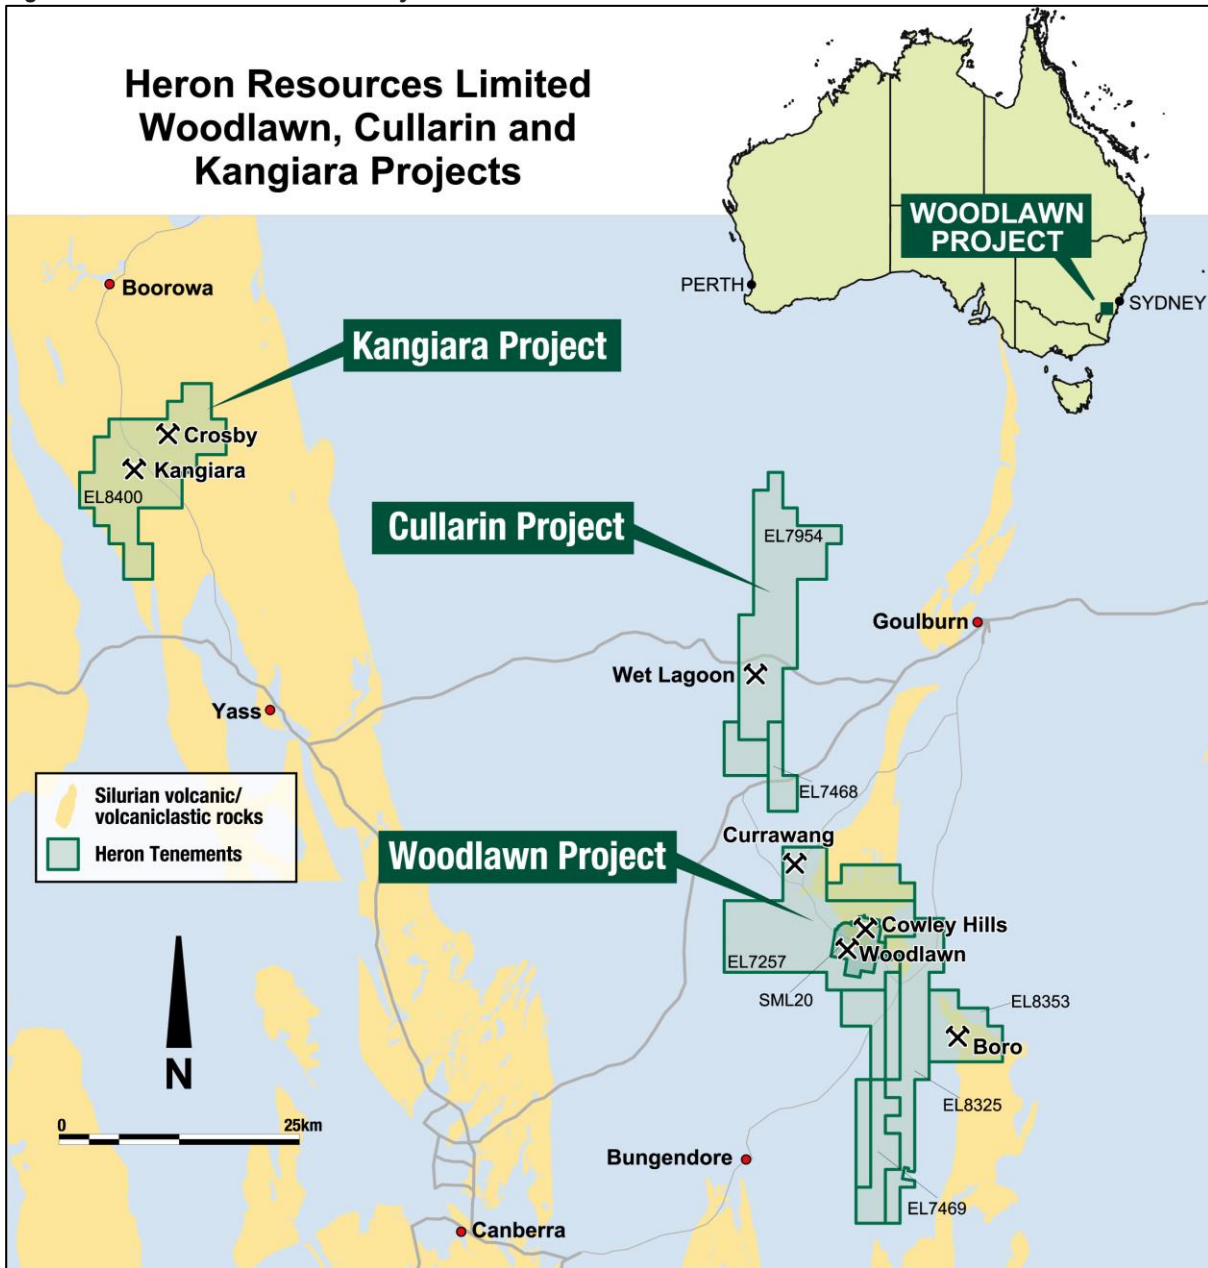 Heron Resources Limited
Woodlawn, Cullarin and
Kangiara Projects
WOODLAWN
PROJECT
PERTH
SYDNEY
Boorowa
Kangiara Project
Crosby
Kangiara
EL8400
Cullarin Project
EL7954
Goulburn
Wet Lagoon
Yass
Silurian volcanic/
volcaniclastic rocks
Heron Tenements
EL7468
Currawang
Woodlawn Project
Cowley Hills
Woodlawn
EL7257
SML20
EL8353
Boro
N
EL8325
0 25km
Bungendore
EL7469
Canberra